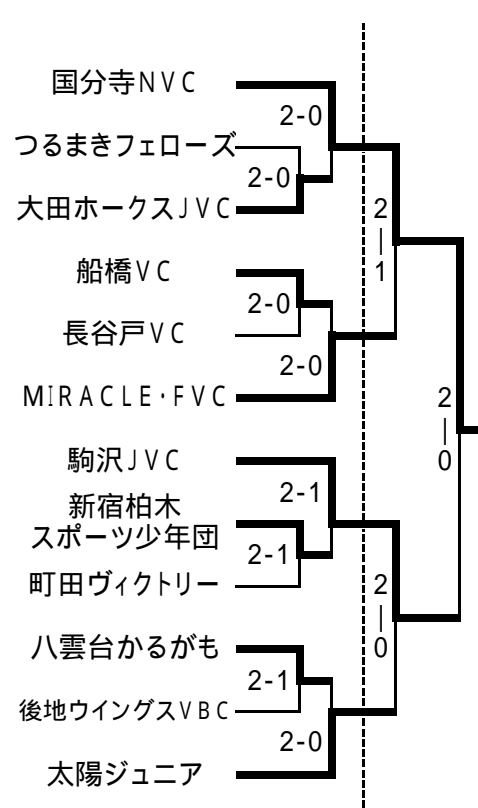 国分寺NVC
2-0
つるまきフェローズ
2-0
大田ホークスJVC
2
|
1
船橋VC
2-0
長谷戸VC
2-0
MIRACLE・FVC
2
|
0
駒沢JVC
2-1
新宿柏木
スポーツ少年団
2-1
町田ヴィクトリー
2
|
0
八雲台かるがも
2-1
後地ウイングスVBC
2-0
太陽ジュニア